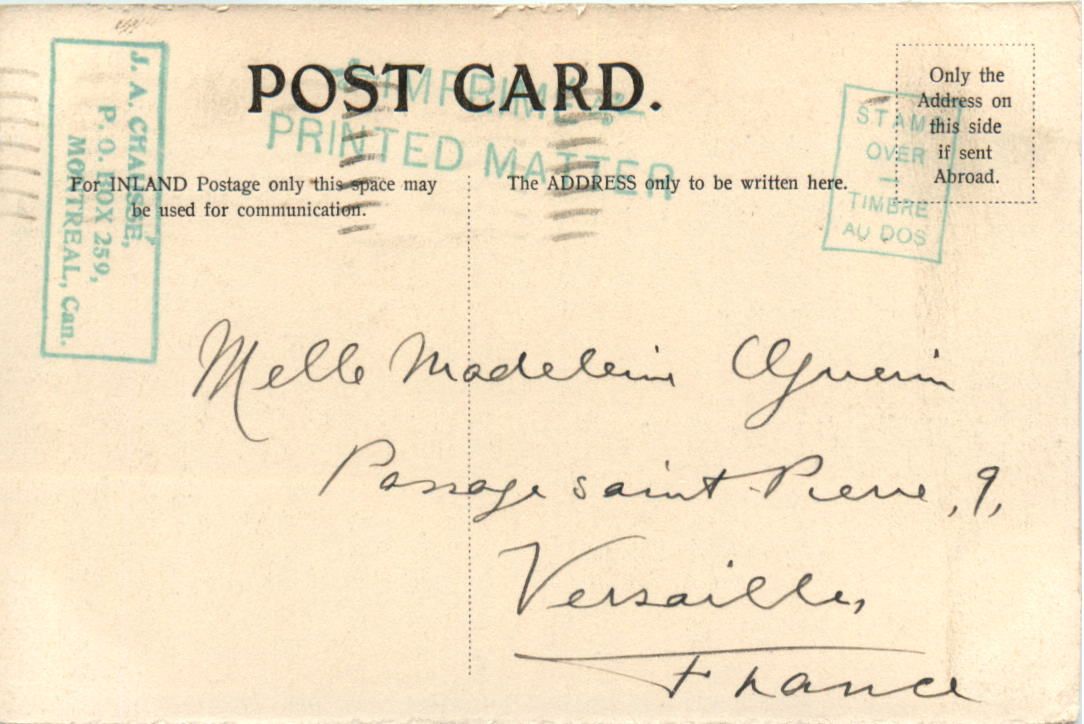 POST CARD.
IMPRIMÉ
PRINTED MATTER
J. A. CHAUSSÉ,
P. O. BOX 259,
MONTREAL, Can.
Only the
Address on
this side
if sent
Abroad.
STAMP
OVER
—
TIMBRE
AU DOS
For INLAND Postage only this space may
be used for communication.
The ADDRESS only to be written here.
Melle Madeleine
Passage Saint-Pierre, 9,
Versailles,
France